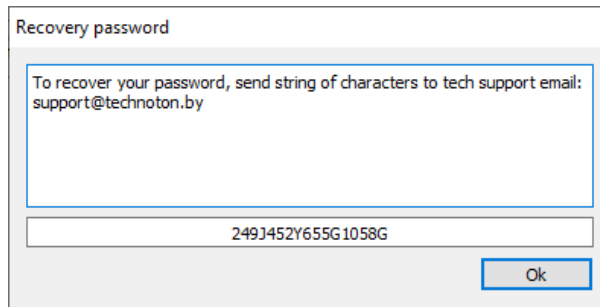 Recovery password
To recover your password, send string of characters to tech support email:
support@technoton.by
249J452Y655G1058G
Ok